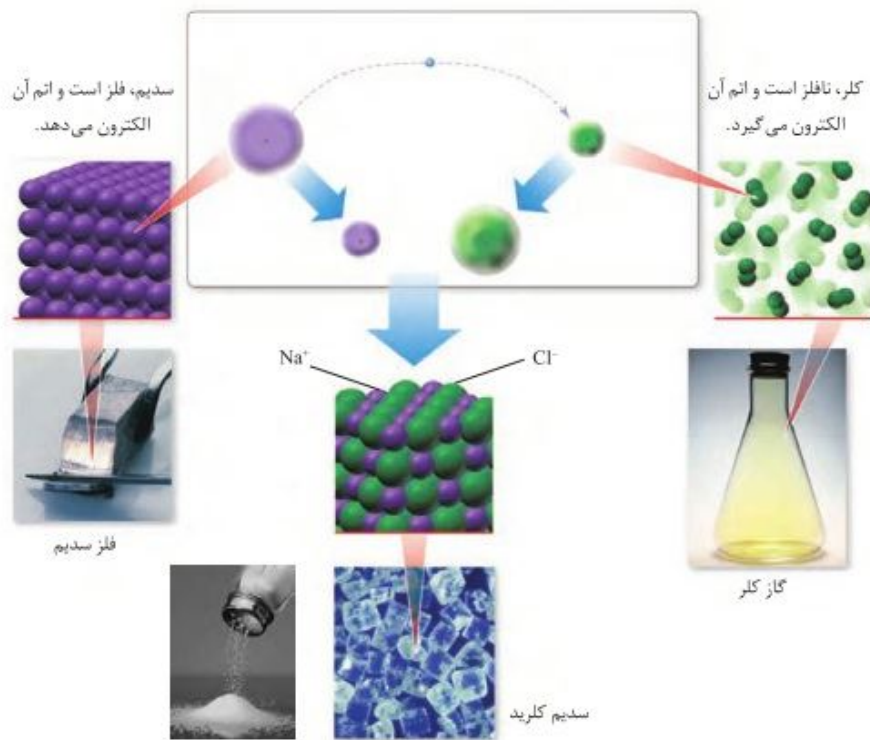 کلر، نافلز است و اتم آن
الکترون می‌گیرد.
سدیم، فلز است و اتم آن
الکترون می‌دهد.
Na⁺
Cl⁻
فلز سدیم
گاز کلر
سدیم کلرید